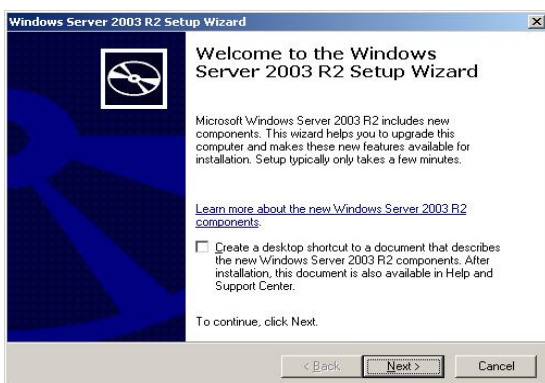 Windows Server 2003 R2 Setup Wizard
Welcome to the Windows
Server 2003 R2 Setup Wizard
Microsoft Windows Server 2003 R2 includes new
components. This wizard helps you to upgrade this
computer and makes these new features available for
installation. Setup typically only takes a few minutes.
Learn more about the new Windows Server 2003 R2
components.
Create a desktop shortcut to a document that describes
the new Windows Server 2003 R2 components. After
installation, this document is also available in Help and
Support Center.
To continue, click Next.
< Back Next > Cancel